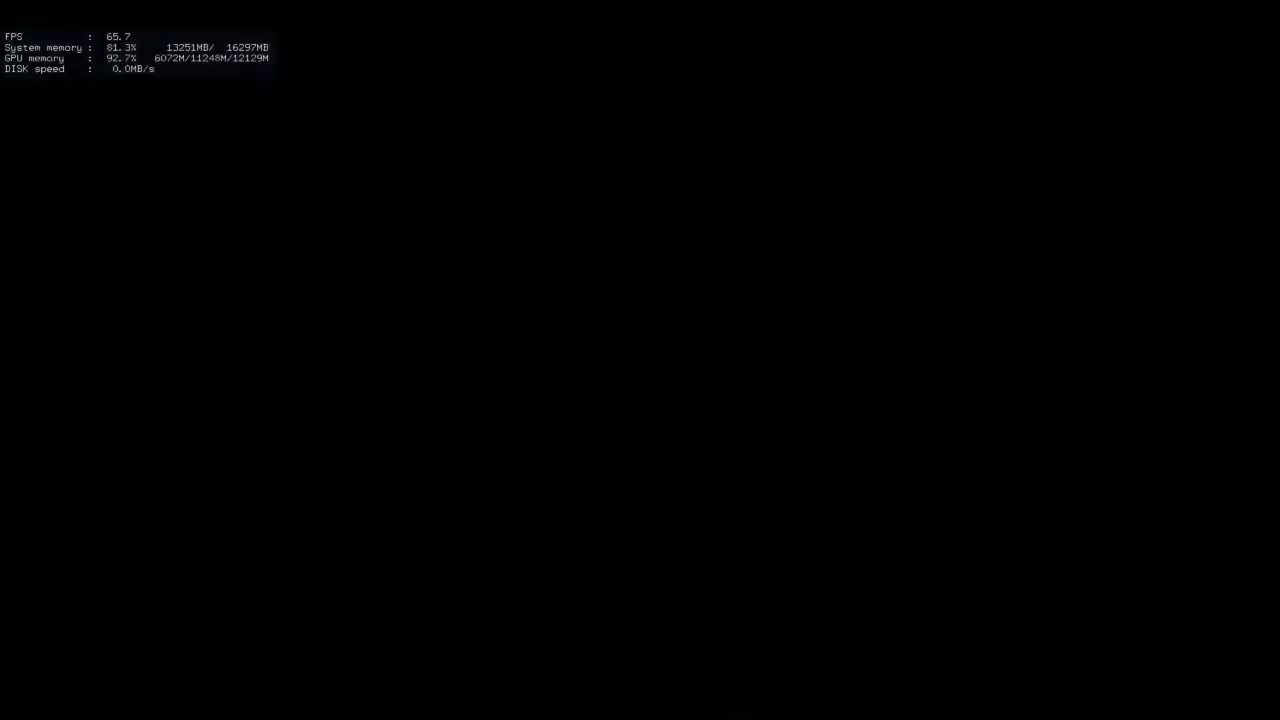 FPS : 65.7
System memory : 81.3% 13251MB/ 16297MB
GPU memory : 92.7% 6072M/11248M/12129M
DISK speed : 0.0MB/s